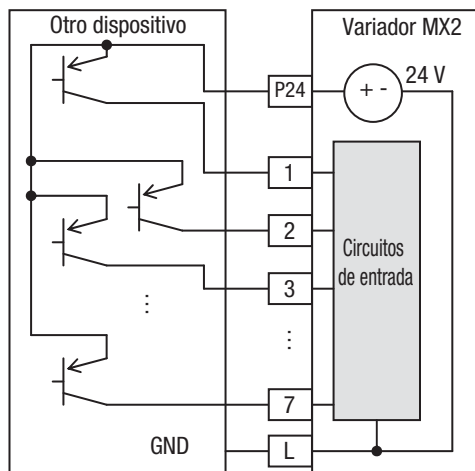 Otro dispositivo
Variador MX2
P24
+ -
24 V
1
2
3
7
Circuitos
de entrada
GND
L